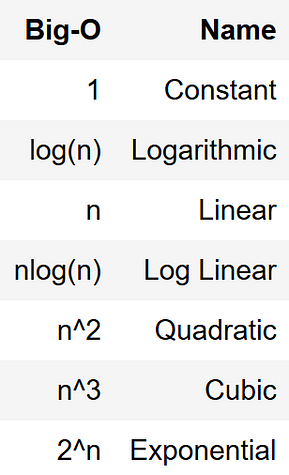 Big-O Name
1 Constant
log(n) Logarithmic
n Linear
nlog(n) Log Linear
n^2 Quadratic
n^3 Cubic
2^n Exponential